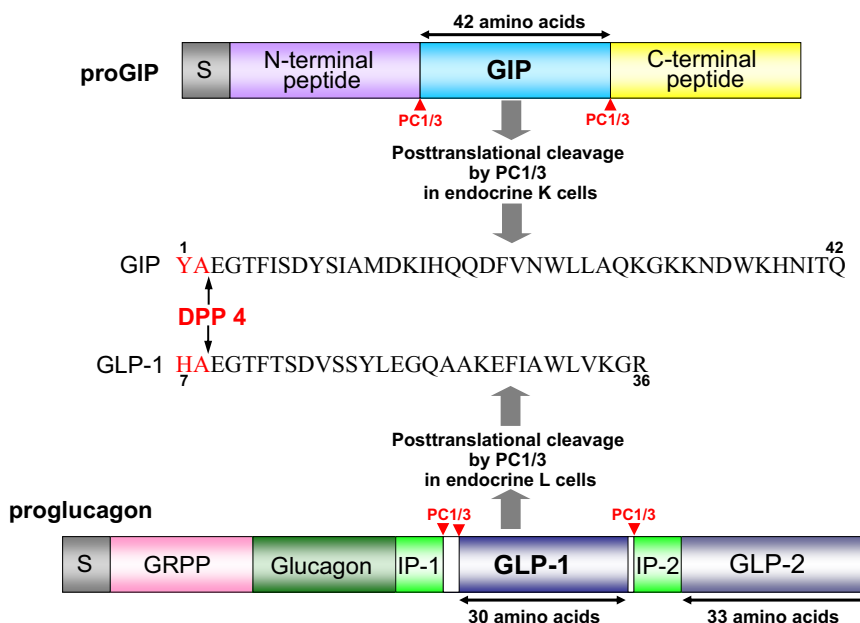 42 amino acids
proGIP
S
N-terminal
peptide
GIP
C-terminal
peptide
PC1/3
PC1/3
Posttranslational cleavage
by PC1/3
in endocrine K cells
1
42
GIP
YAEGTFISDYSIAMDKIHQQDFVNWLLAQKGKKNDWKHNITQ
DPP 4
GLP-1
HAEGTFTSDVSSYLEGQAAKEFIAWLVKGR
7
36
Posttranslational cleavage
by PC1/3
in endocrine L cells
proglucagon
PC1/3
PC1/3
S
GRPP
Glucagon
IP-1
GLP-1
IP-2
GLP-2
30 amino acids
33 amino acids